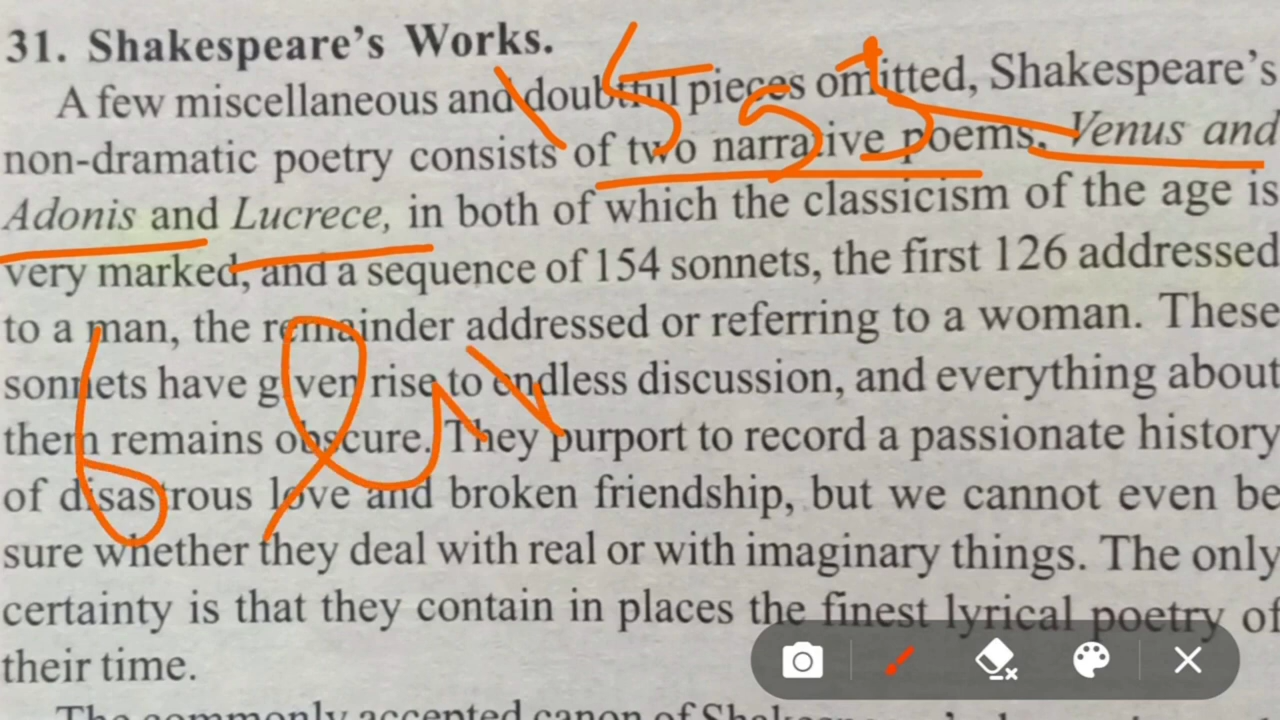 31. Shakespeare's Works.
A few miscellaneous and doubtful pieces omitted, Shakespeare's
non-dramatic poetry consists of two narrative poems, Venus and
Adonis and Lucrece, in both of which the classicism of the age is
very marked, and a sequence of 154 sonnets, the first 126 addressed
to a man, the remainder addressed or referring to a woman. These
sonnets have given rise to endless discussion, and everything about
them remains obscure. They purport to record a passionate history
of disastrous love and broken friendship, but we cannot even be
sure whether they deal with real or with imaginary things. The only
certainty is that they contain in places the finest lyrical poetry of
their time.
The commonly accepted canon of